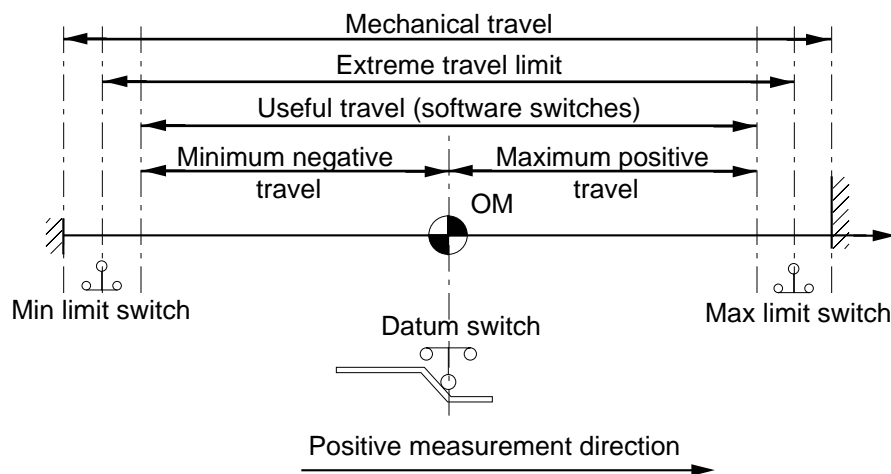 Mechanical travel
Extreme travel limit
Useful travel (software switches)
Minimum negative
travel
Maximum positive
travel
OM
Min limit switch
Max limit switch
Datum switch
Positive measurement direction